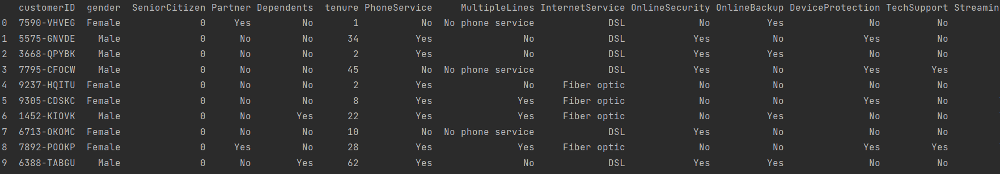 customerID gender SeniorCitizen Partner Dependents tenure PhoneService MultipleLines InternetService OnlineSecurity OnlineBackup DeviceProtection TechSupport Streamin
0 7590-VHVEG Female 0 Yes No 1 No No phone service DSL No Yes No No
1 5575-GNVDE Male 0 No No 34 Yes No DSL Yes No Yes No
2 3668-QPYBK Male 0 No No 2 Yes No DSL Yes Yes No No
3 7795-CFOCW Male 0 No No 45 No No phone service DSL Yes No Yes Yes
4 9237-HQITU Female 0 No No 2 Yes No Fiber optic No No No No
5 9305-CDSKC Female 0 No No 8 Yes Yes Fiber optic No No Yes No
6 1452-KIOVK Male 0 No Yes 22 Yes Yes Fiber optic No Yes No No
7 6713-OKOMC Female 0 No No 10 No No phone service DSL Yes No No No
8 7892-POOKP Female 0 Yes No 28 Yes Yes Fiber optic No No Yes Yes
9 6388-TABGU Male 0 No Yes 62 Yes No DSL Yes Yes No No